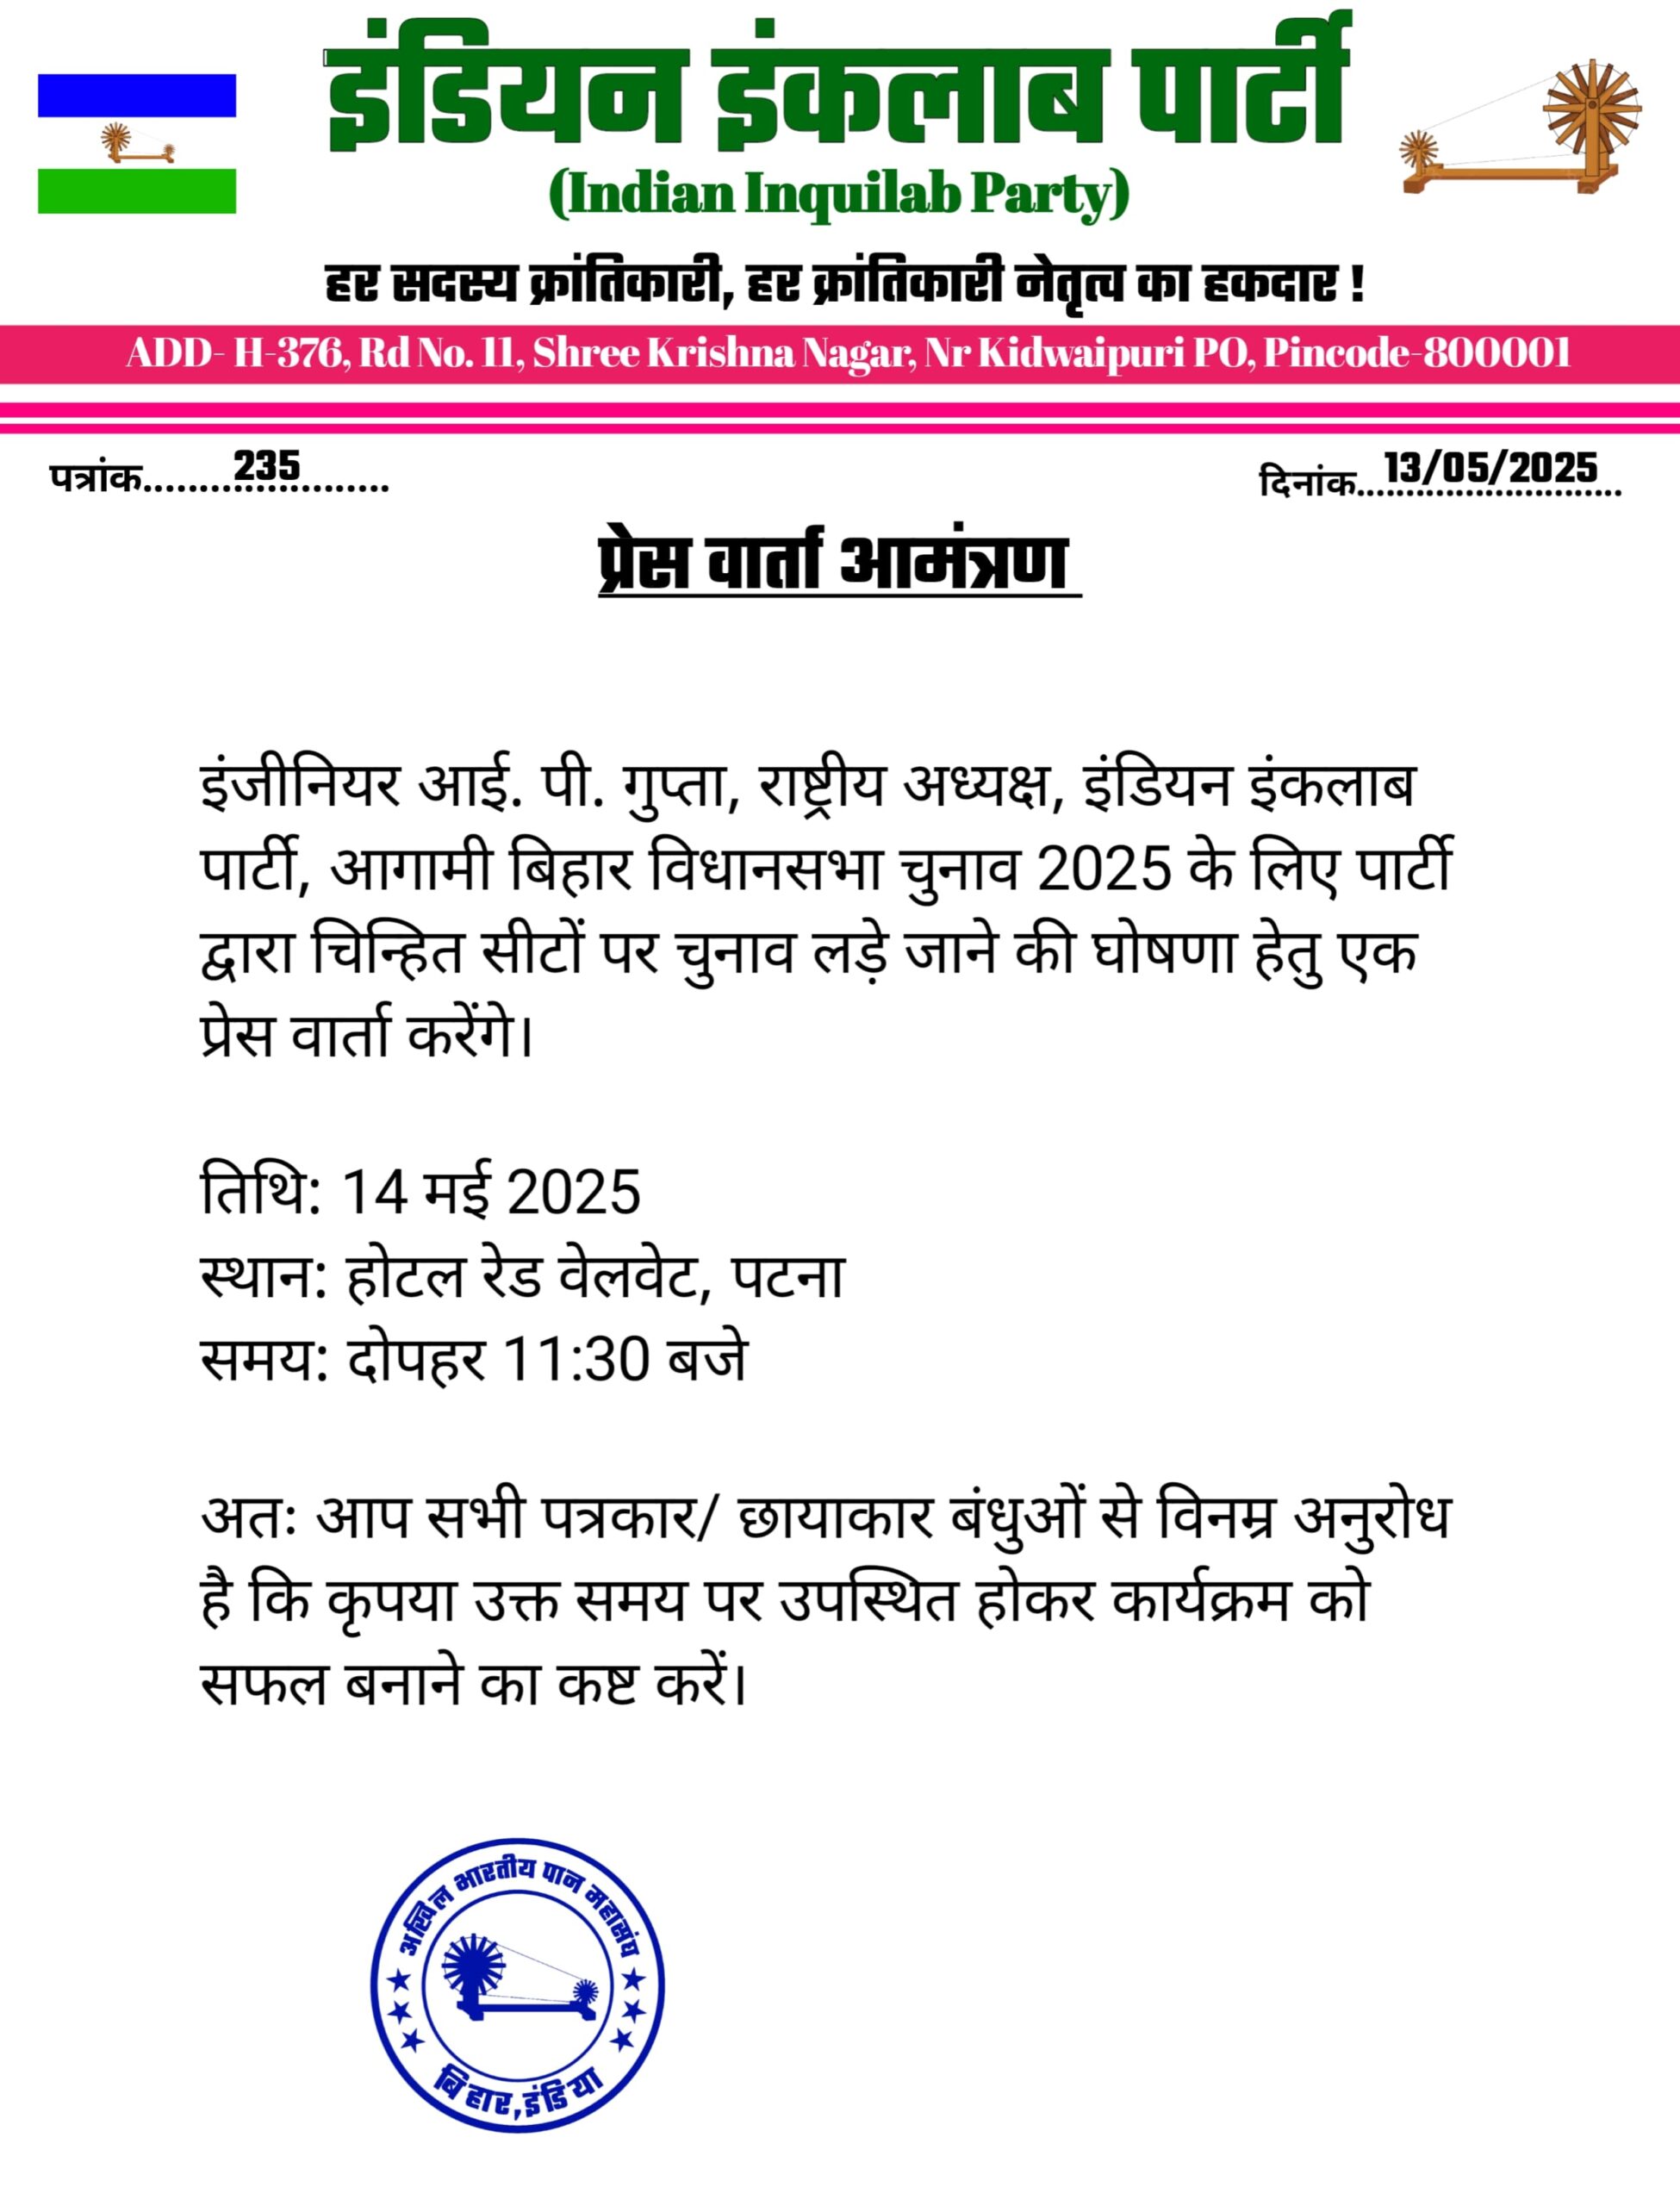 इंडियन इंकलाब पार्टी
(Indian Inquilab Party)
हर सदस्य क्रांतिकारी, हर क्रांतिकारी नेतृत्व का हकदार !
ADD- H-376, Rd No. 11, Shree Krishna Nagar, Nr Kidwaipuri PO, Pincode-800001
पत्रांक......235...... दिनांक...13/05/2025...
प्रेस वार्ता आमंत्रण
इंजीनियर आई. पी. गुप्ता, राष्ट्रीय अध्यक्ष, इंडियन इंकलाब
पार्टी, आगामी बिहार विधानसभा चुनाव 2025 के लिए पार्टी
द्वारा चिन्हित सीटों पर चुनाव लड़े जाने की घोषणा हेतु एक
प्रेस वार्ता करेंगे।
तिथि: 14 मई 2025
स्थान: होटल रेड वेलवेट, पटना
समय: दोपहर 11:30 बजे
अतः आप सभी पत्रकार/ छायाकार बंधुओं से विनम्र अनुरोध
है कि कृपया उक्त समय पर उपस्थित होकर कार्यक्रम को
सफल बनाने का कष्ट करें।
अखिल भारतीय पान महासंघ
बिहार,इंडिया